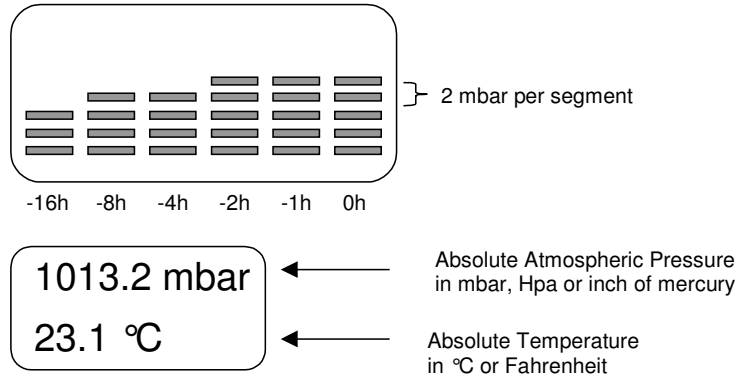 2 mbar per segment
-16h -8h -4h -2h -1h 0h
1013.2 mbar
23.1 °C
Absolute Atmospheric Pressure
in mbar, Hpa or inch of mercury
Absolute Temperature
in °C or Fahrenheit